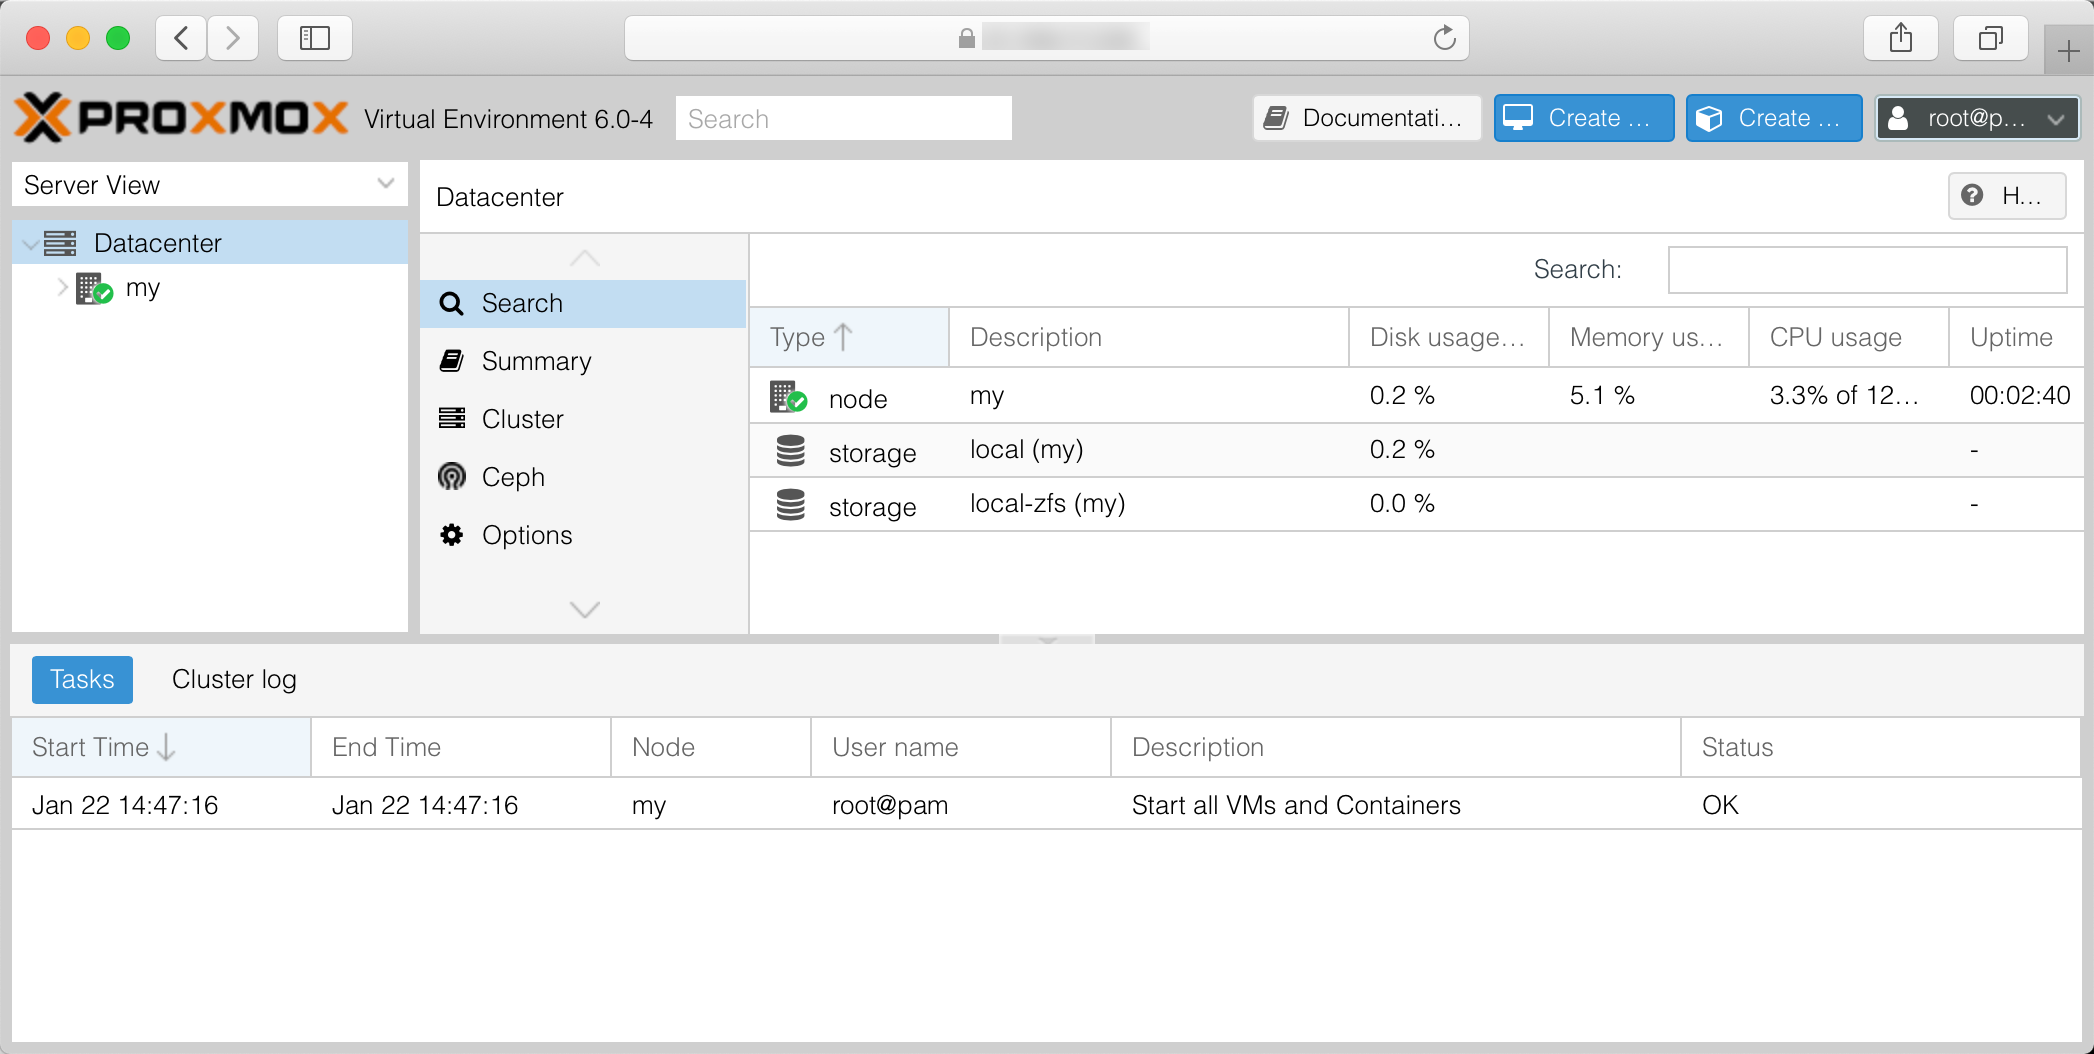 PROXMOX Virtual Environment 6.0-4 Search Documentati... Create ... Create ... root@p...
Server View
Datacenter
my
Datacenter
H...
Search
Summary
Cluster
Ceph
Options
Search:
Type Description Disk usage... Memory us... CPU usage Uptime
node my 0.2 % 5.1 % 3.3% of 12... 00:02:40
storage local (my) 0.2 % -
storage local-zfs (my) 0.0 % -
Tasks Cluster log
Start Time End Time Node User name Description Status
Jan 22 14:47:16 Jan 22 14:47:16 my root@pam Start all VMs and Containers OK